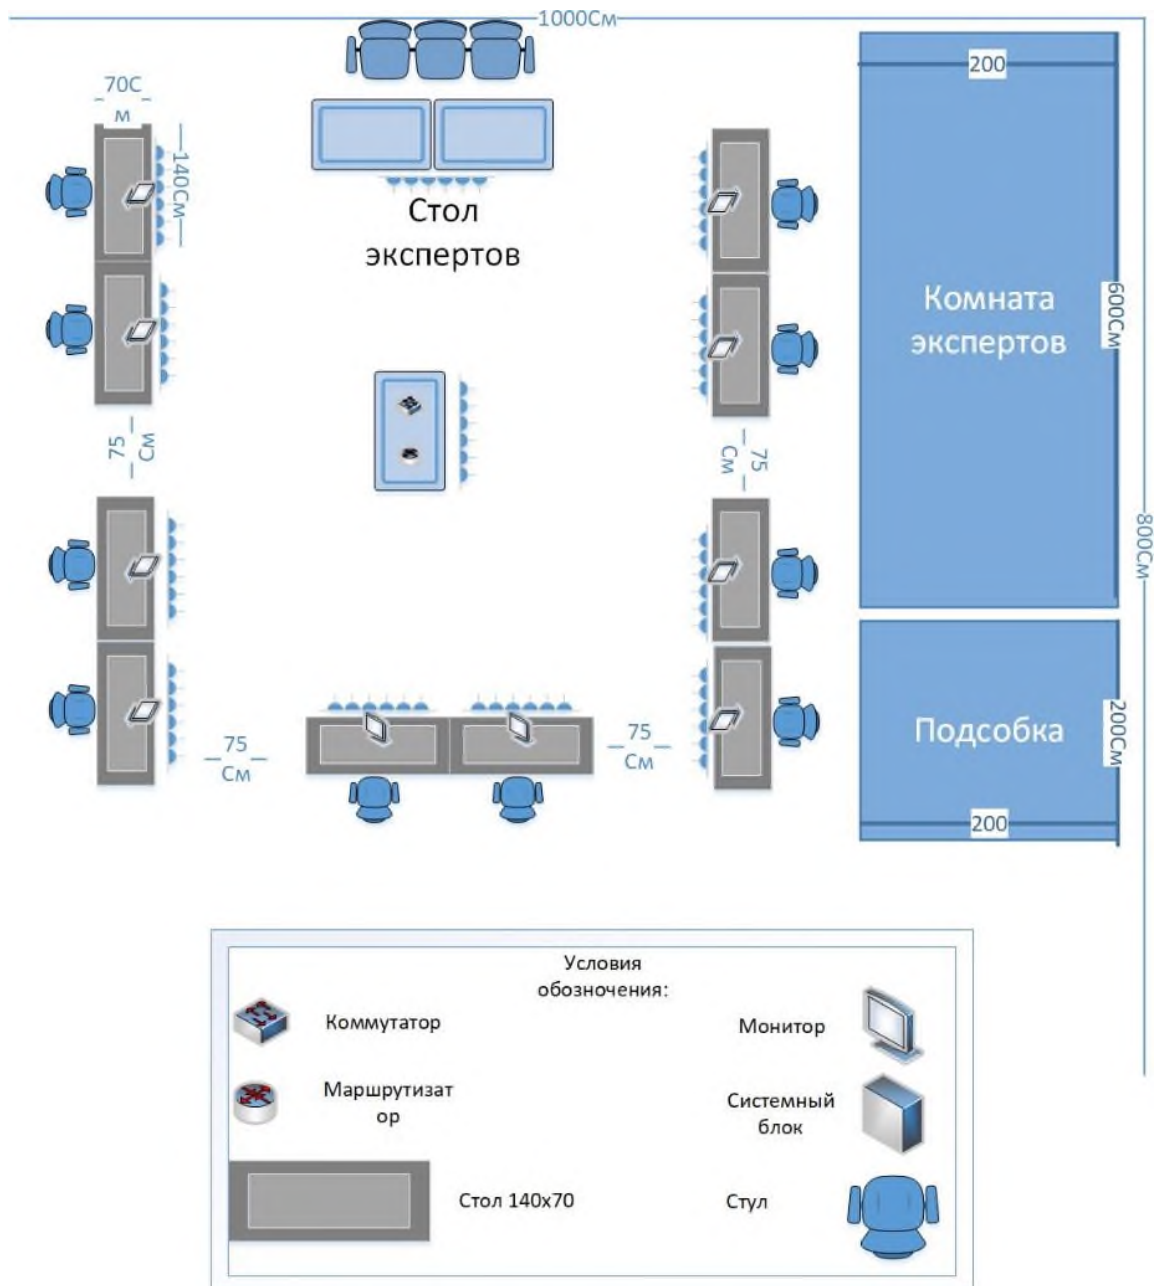 1000См
200
70С
м
140См
Стол
экспертов
Комната
экспертов
600См
75
См
75
См
800См
75
См
75
См
Подсобка
200См
200
Условия
обозначения:
Коммутатор
Монитор
Маршрутизат
ор
Системный
блок
Стол 140х70
Стул